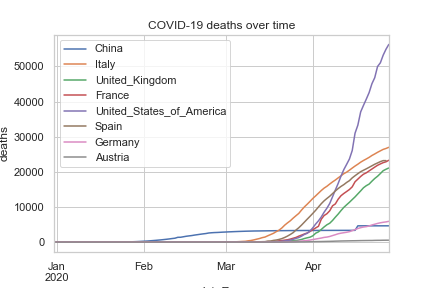 COVID-19 deaths over time
China
Italy
United_Kingdom
France
United_States_of_America
Spain
Germany
Austria
deaths
50000
40000
30000
20000
10000
0
Jan
2020
Feb
Mar
Apr